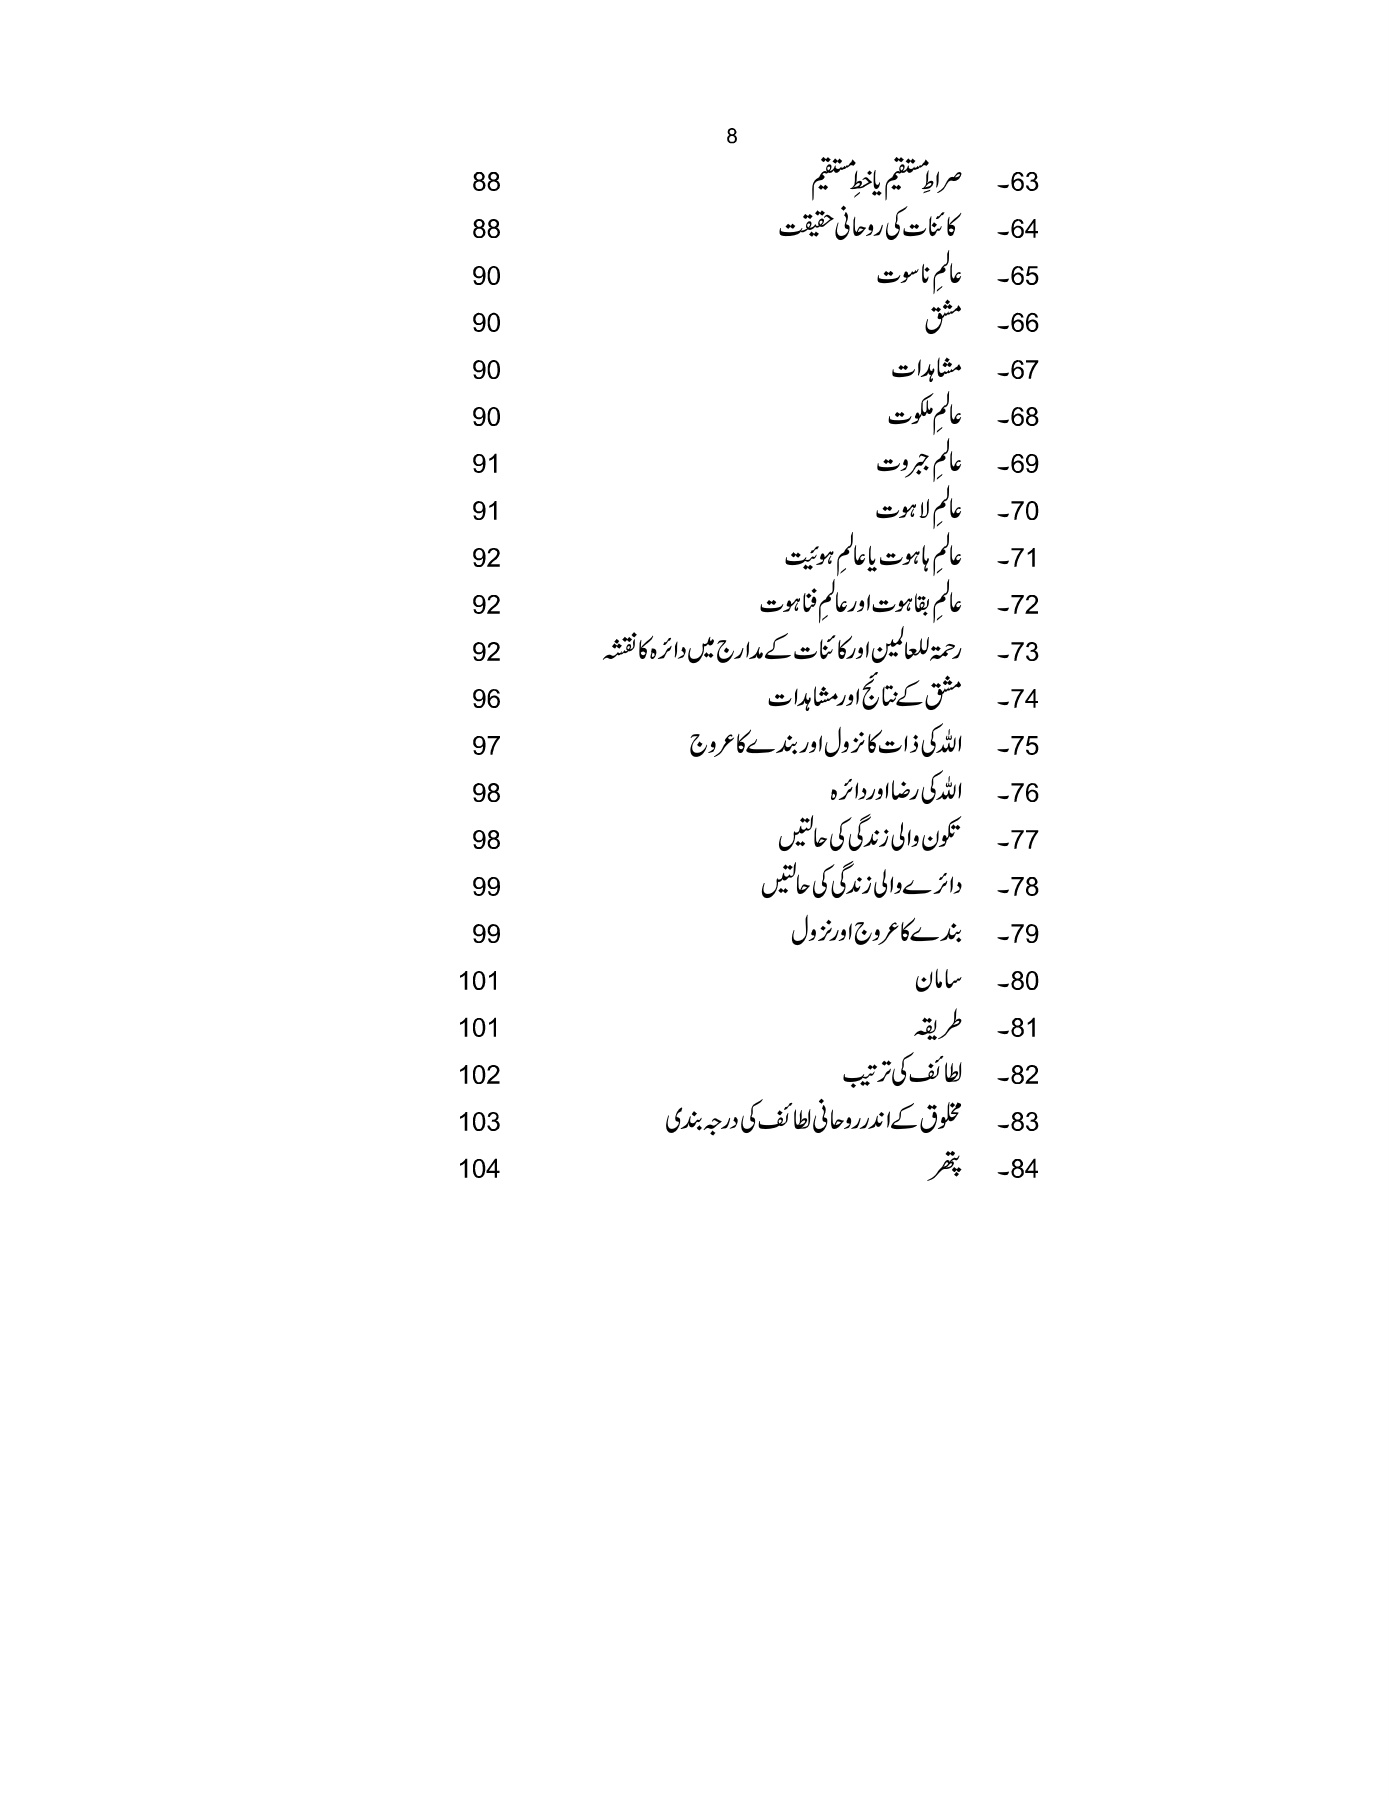 8
63۔ صراطِ مستقیم یا خطِ مستقیم 88
64۔ کائنات کی روحانی حقیقت 88
65۔ عالمِ ناسوت 90
66۔ مشق 90
67۔ مشاہدات 90
68۔ عالمِ ملکوت 90
69۔ عالمِ جبروت 91
70۔ عالمِ لاہوت 91
71۔ عالمِ ہاہوت یا عالمِ ہوئیت 92
72۔ عالمِ بقاہوت اور عالمِ فناہوت 92
73۔ رحمۃ للعالمین اور کائنات کے مدارج میں دائرہ کا نقشہ 92
74۔ مشق کے نتائج اور مشاہدات 96
75۔ اللہ کی ذات کا نزول اور بندے کا عروج 97
76۔ اللہ کی رضا اور دائرہ 98
77۔ تکون والی زندگی کی حالتیں 98
78۔ دائرے والی زندگی کی حالتیں 99
79۔ بندے کا عروج اور نزول 99
80۔ سامان 101
81۔ طریقہ 101
82۔ لطائف کی ترتیب 102
83۔ مخلوق کے اندر روحانی لطائف کی درجہ بندی 103
84۔ پتھر 104